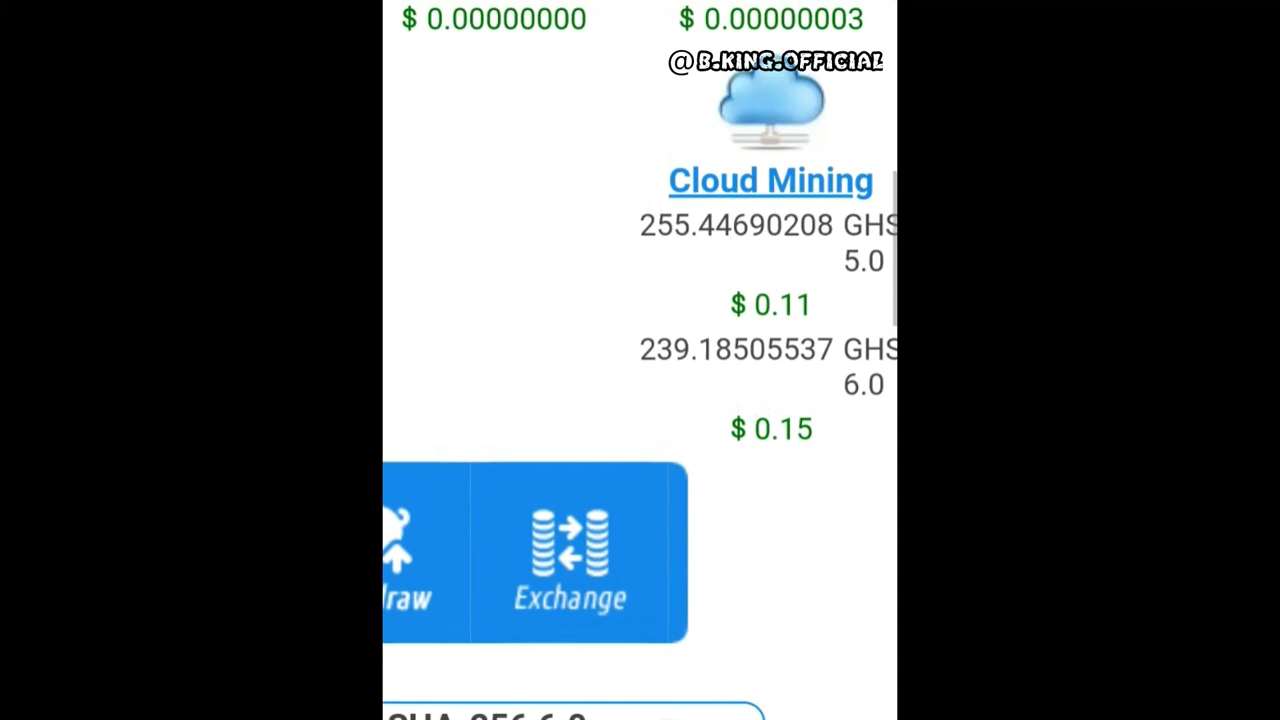 $ 0.00000000
$ 0.00000003
@B.KING.OFFICIAL
Cloud Mining
255.44690208 GHS
5.0
$ 0.11
239.18505537 GHS
6.0
$ 0.15
Exchange